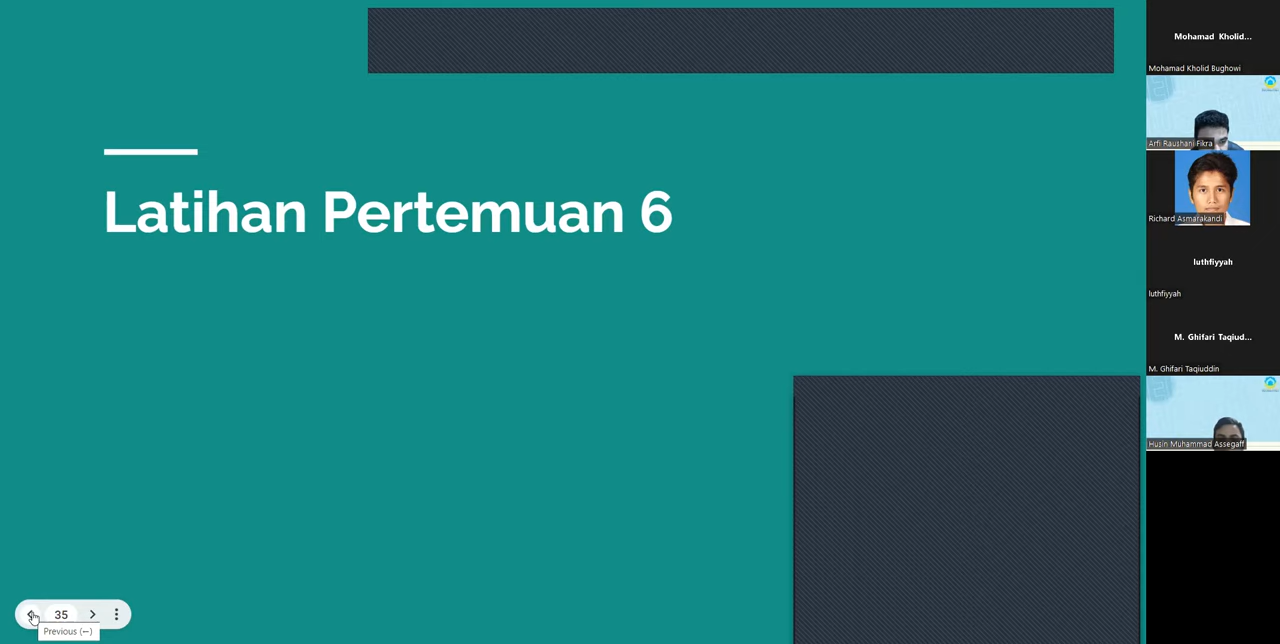 Latihan Pertemuan 6
35
Previous (←)
Mohamad Kholid...
Mohamad Kholid Bughowi
Arfi Raushani Fikra
Richard Asmarakandi
luthfiyyah
luthfiyyah
M. Ghifari Taqiud...
M. Ghifari Taqiuddin
Husin Muhammad Assegaff